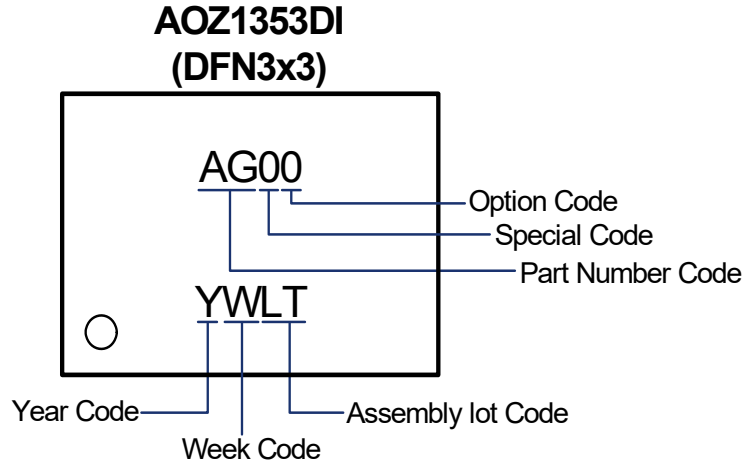 AOZ1353DI
(DFN3x3)
AG00
Option Code
Special Code
Part Number Code
YWLT
Year Code
Assembly lot Code
Week Code